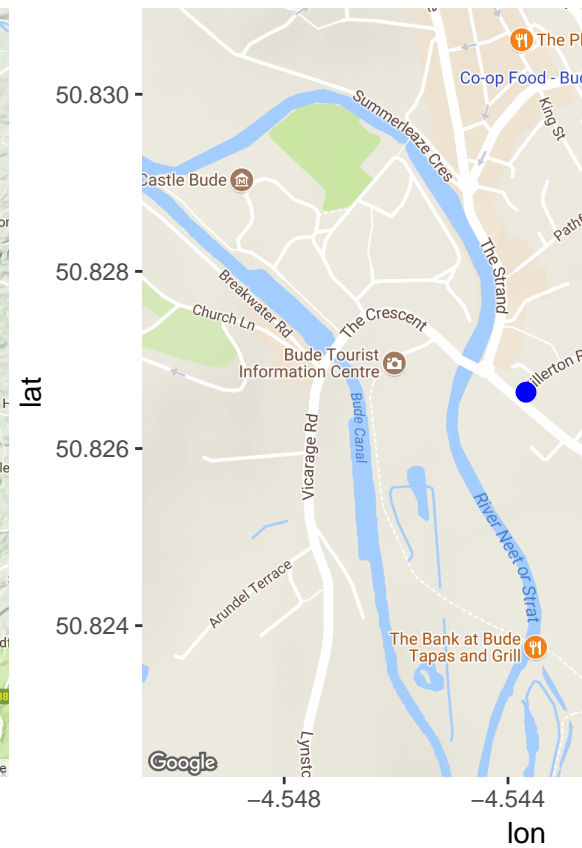 The Pl
Co-op Food - Bud
50.830
Summerleaze Cres
King St
Castle Bude
Pathf
50.828
The Strand
Breakwater Rd
Church Ln
The Crescent
Bude Tourist
Information Centre
illerton R
lat
50.826
Bude Canal
Vicarage Rd
River Neet or Strat
Arundel Terrace
50.824
The Bank at Bude
Tapas and Grill
Lynsto
Google
−4.548
−4.544
lon